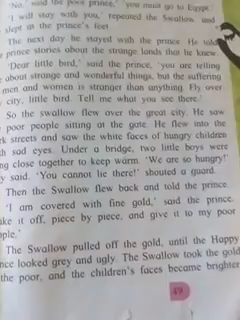 "No," said the poor prince, "you must go to Egypt."
'I will stay with you,' repeated the Swallow and
slept at the prince's feet.
The next day he stayed with the prince. He told
prince stories about the strange lands that he knew.
'Dear little bird,' said the prince, 'you are telling
about strange and wonderful things, but the suffering
men and women is stranger than anything. Fly over
city, little bird. Tell me what you see there.'
So the swallow flew over the great city. He saw
poor people sitting at the gate. He flew into the
streets and saw the white faces of hungry children
sad eyes. Under a bridge, two little boys were
close together to keep warm. 'We are so hungry!'
said. 'You cannot lie there!' shouted a guard.
Then the Swallow flew back and told the prince.
'I am covered with fine gold,' said the prince.
it off, piece by piece, and give it to my poor
The Swallow pulled off the gold, until the Happy
looked grey and ugly. The Swallow took the gold
the poor, and the children's faces became brighter
49